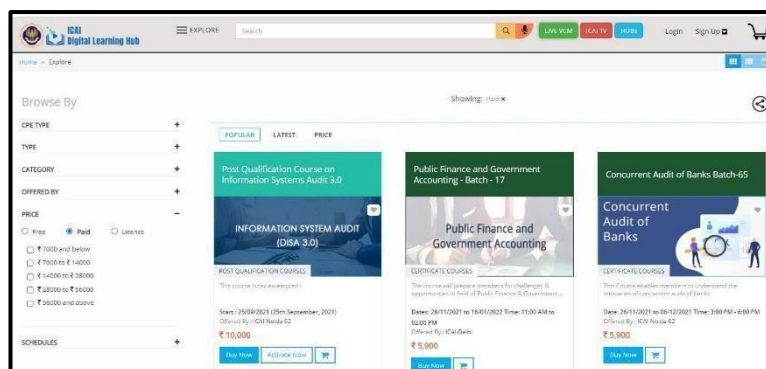 ICAI
Digital Learning Hub
EXPLORE
Search
LIVE VCM
ICAI TV
HUBs
Login
Sign Up
Home » Explore
Browse By
Showing: Paid ×
CPE TYPE +
TYPE +
CATEGORY +
OFFERED BY +
PRICE −
Free
Paid
Licence
₹ 7000 and below
₹ 7000 to ₹ 14000
₹ 14000 to ₹ 28000
₹ 28000 to ₹ 56000
₹ 56000 and above
SCHEDULES +
POPULAR
LATEST
PRICE
Post Qualification Course on
Information Systems Audit 3.0
INFORMATION SYSTEM AUDIT
(DISA 3.0)
POST QUALIFICATION COURSES
This course is tax exempted !
Start : 25/09/2021 (25th September, 2021)
Offered By : ICAI Noida-62
₹ 10,000
Buy Now
Activate Now
Public Finance and Government
Accounting - Batch - 17
Public Finance and
Government Accounting
CERTIFICATE COURSES
The course will prepare members for challenges &
opportunities in field of Public Finance & Government...
Dates: 28/11/2021 to 16/01/2022 Time: 11:00 AM to
02:00 PM
Offered By : ICAI-Delhi
₹ 5,900
Buy Now
Concurrent Audit of Banks Batch-65
Concurrent
Audit of
Banks
CERTIFICATE COURSES
This Course enables members to understand the
intricacies of concurrent audit of banks
Date: 26/11/2021 to 06/12/2021 Time: 3:00 PM - 6:00 PM
Offered By : ICAI Noida-62
₹ 5,900
Buy Now